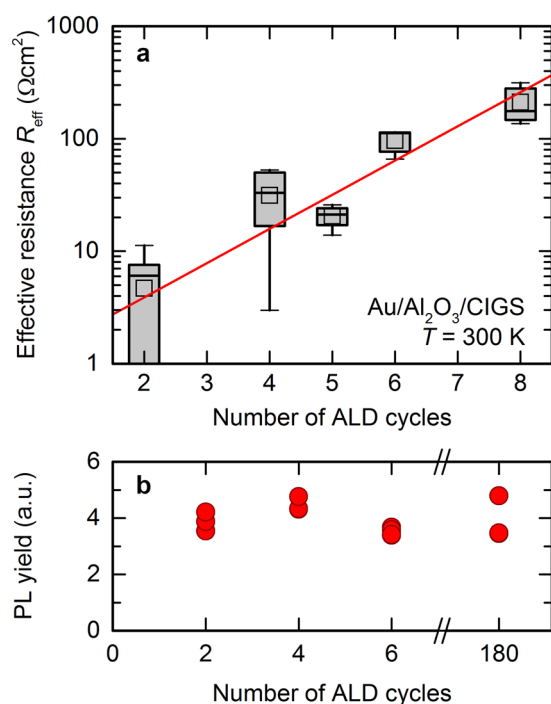 a
1000
100
10
1
Effective resistance R_eff (Ωcm²)
Au/Al₂O₃/CIGS
T = 300 K
2 3 4 5 6 7 8
Number of ALD cycles
b
6
4
2
0
PL yield (a.u.)
0 2 4 6 180
Number of ALD cycles